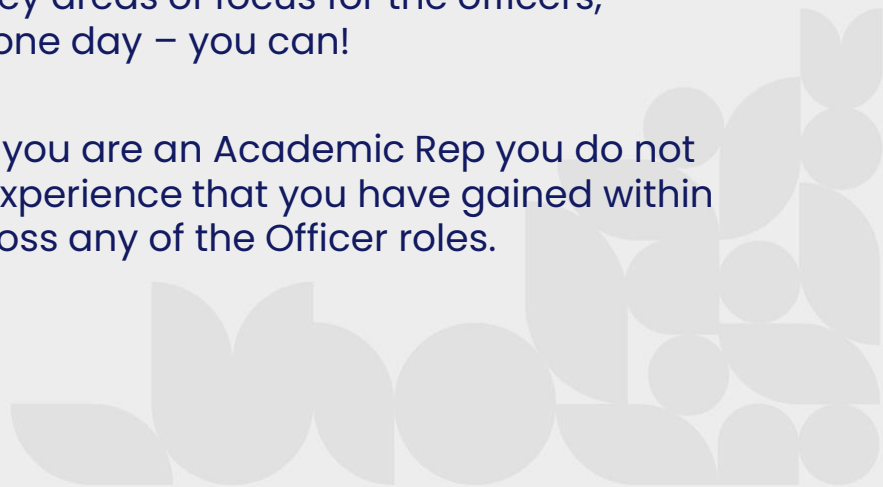 ey areas of focus for the officers,
one day – you can!
you are an Academic Rep you do not
xperience that you have gained within
oss any of the Officer roles.